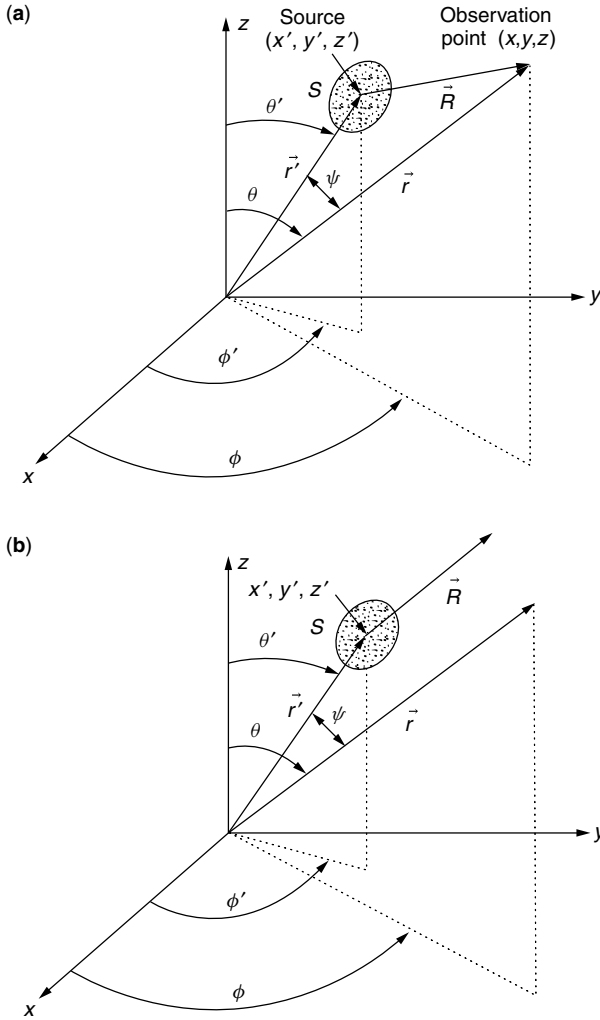 (a)
z
Source
(x′, y′, z′)
Observation
point (x,y,z)
S
θ′
R⃗
r⃗′
ψ
r⃗
θ
y
ϕ′
ϕ
x
(b)
z
x′, y′, z′
R⃗
S
θ′
r⃗′
ψ
r⃗
θ
y
ϕ′
ϕ
x